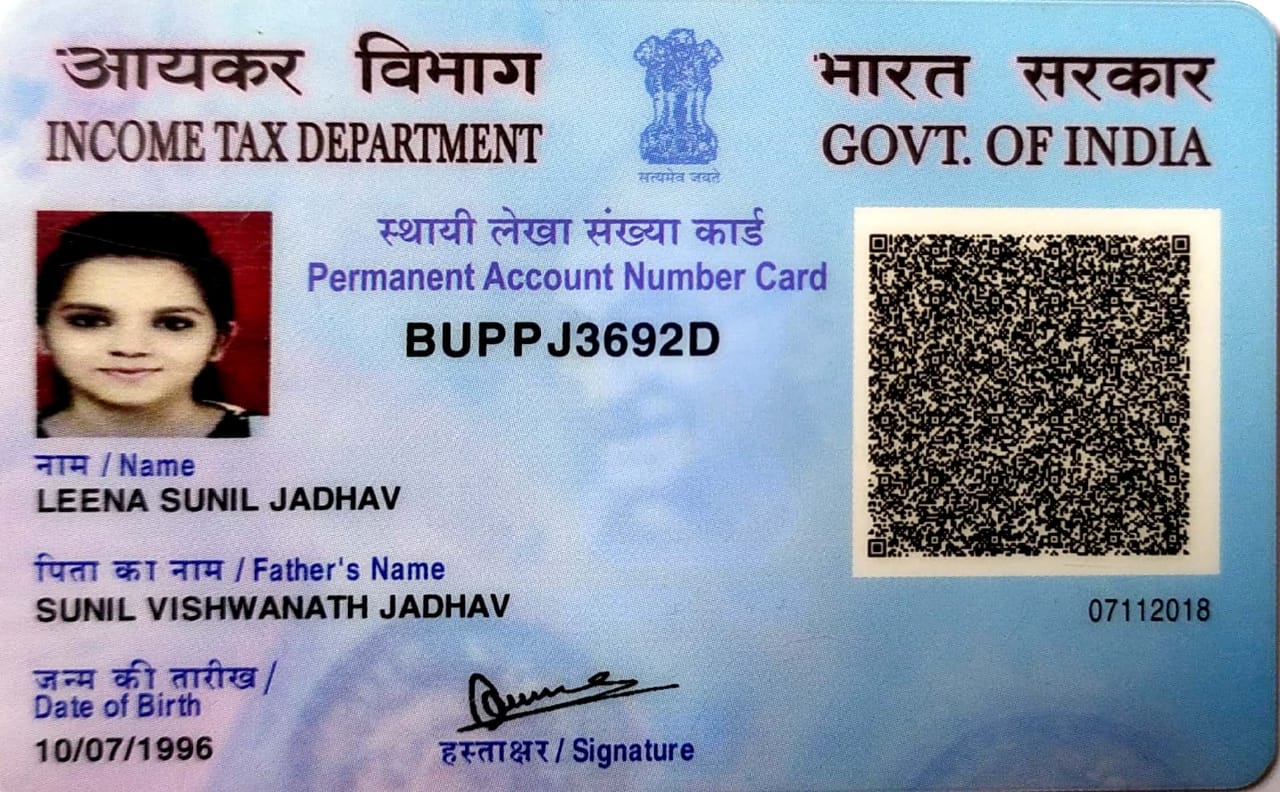 आयकर विभाग
INCOME TAX DEPARTMENT
सत्यमेव जयते
भारत सरकार
GOVT. OF INDIA
स्थायी लेखा संख्या कार्ड
Permanent Account Number Card
BUPPJ3692D
नाम / Name
LEENA SUNIL JADHAV
पिता का नाम / Father's Name
SUNIL VISHWANATH JADHAV
07112018
जन्म की तारीख /
Date of Birth
10/07/1996
हस्ताक्षर / Signature